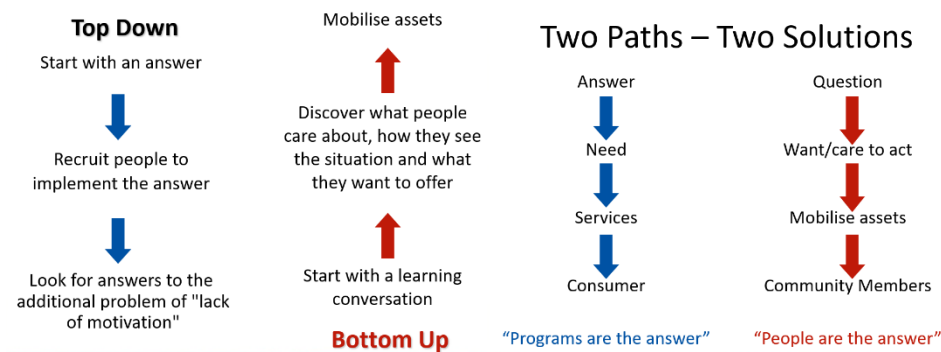 Top Down
Start with an answer
Recruit people to
implement the answer
Look for answers to the
additional problem of "lack
of motivation"
Mobilise assets
Discover what people
care about, how they see
the situation and what
they want to offer
Start with a learning
conversation
Bottom Up
Two Paths – Two Solutions
Answer
Need
Services
Consumer
“Programs are the answer”
Question
Want/care to act
Mobilise assets
Community Members
“People are the answer”